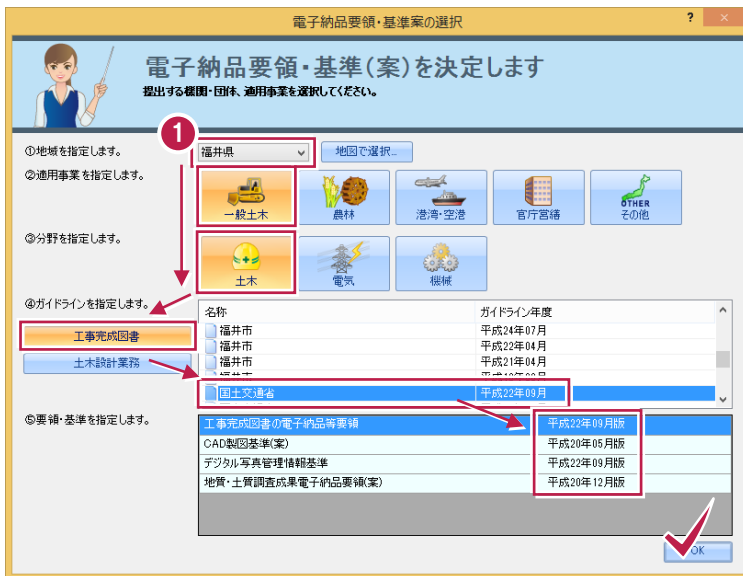 電子納品要領・基準案の選択
?
×
電子納品要領・基準(案)を決定します
提出する機関・団体、適用事業を選択してください。
1
①地域を指定します。
福井県
地図で選択...
②適用事業を指定します。
一般土木
農林
港湾・空港
官庁営繕
OTHER
その他
③分野を指定します。
土木
電気
機械
④ガイドラインを指定します。
工事完成図書
土木設計業務
名称 ガイドライン年度
福井市 平成24年07月
福井市 平成22年04月
福井市 平成21年04月
国土交通省 平成22年09月
⑤要領・基準を指定します。
工事完成図書の電子納品等要領 平成22年09月版
CAD製図基準(案) 平成20年05月版
デジタル写真管理情報基準 平成22年09月版
地質・土質調査成果電子納品要領(案) 平成20年12月版
OK